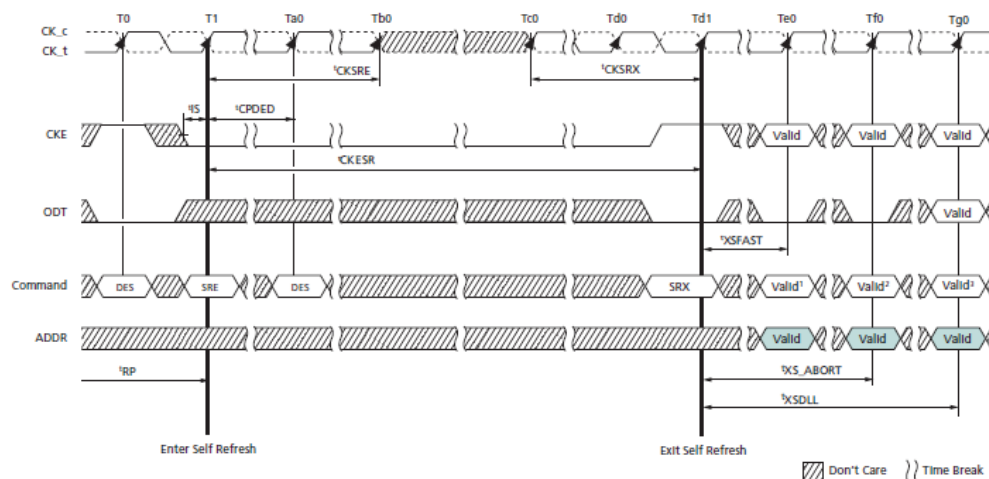 T0 T1 Ta0 Tb0 Tc0 Td0 Td1 Te0 Tf0 Tg0
CK_c
CK_t
tCKSRE tCKSRX
tIS tCPDED
CKE Valid Valid Valid
tCKESR
ODT Valid
tXSFAST
Command DES SRE DES SRX Valid¹ Valid² Valid³
ADDR Valid Valid Valid
tRP tXS_ABORT
tXSDLL
Enter Self Refresh Exit Self Refresh
Don't Care Time Break